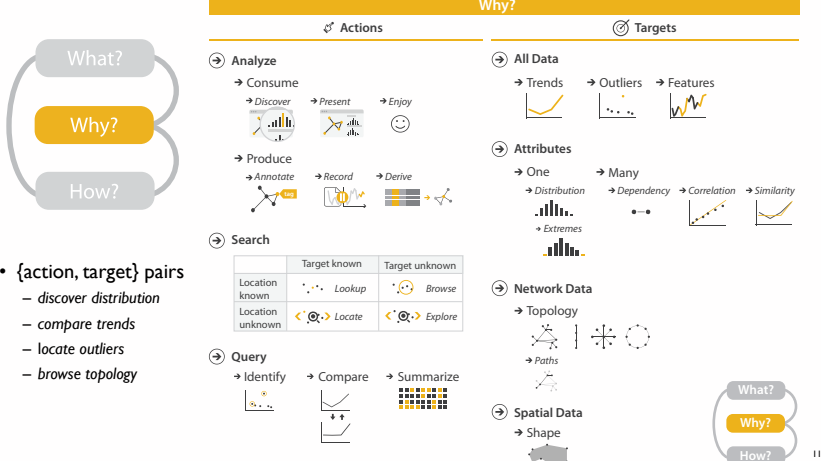 Why?
Actions
Targets
What?
Why?
How?
• {action, target} pairs
– discover distribution
– compare trends
– locate outliers
– browse topology
Analyze
Consume
Discover
Present
Enjoy
Produce
Annotate
Record
Derive
tag
Search
Target known
Target unknown
Location known
Lookup
Browse
Location unknown
Locate
Explore
Query
Identify
Compare
Summarize
All Data
Trends
Outliers
Features
Attributes
One
Many
Distribution
Dependency
Correlation
Similarity
Extremes
Network Data
Topology
Paths
Spatial Data
Shape
What?
Why?
How?
11